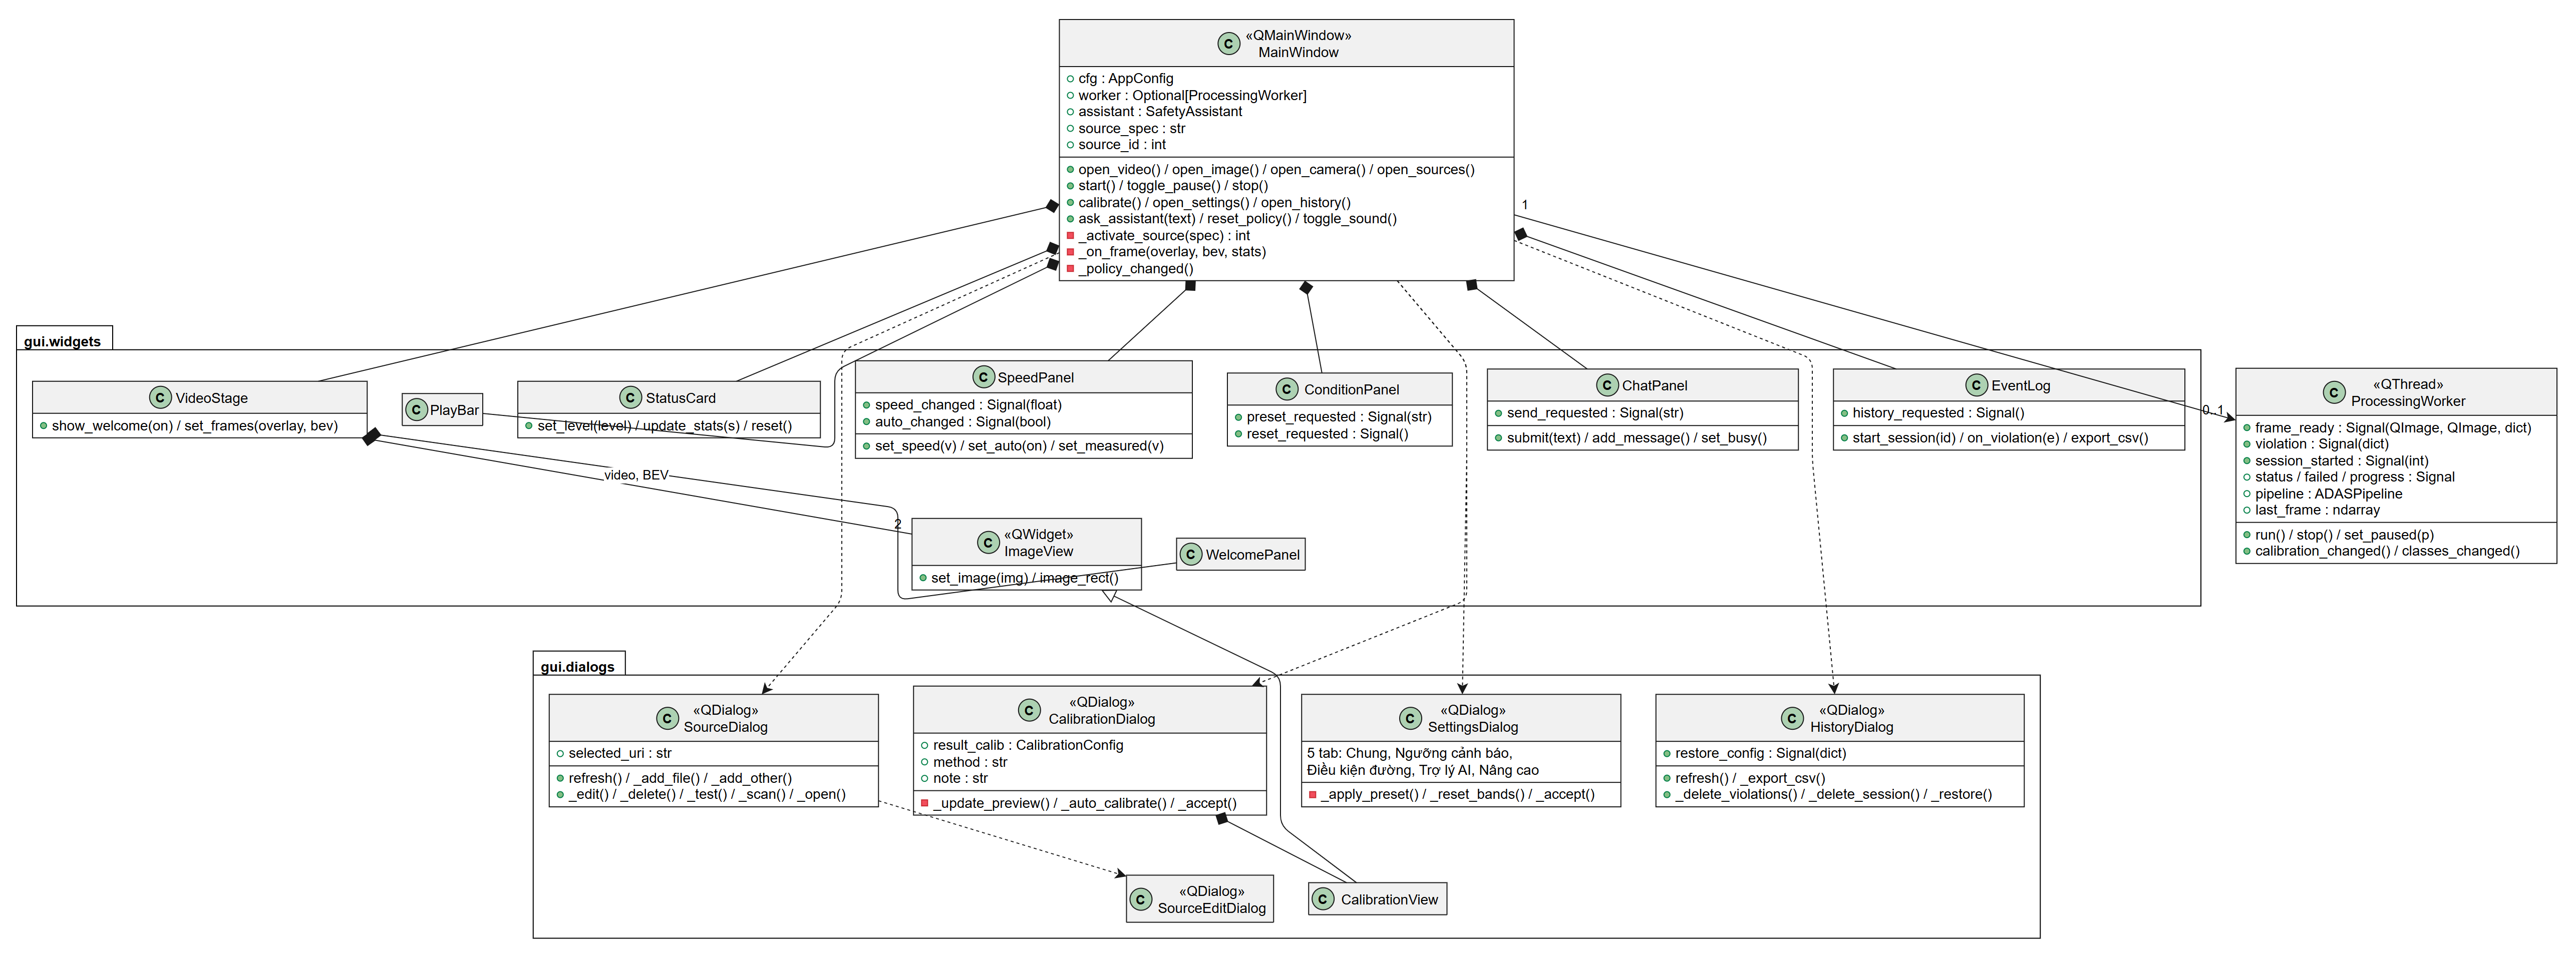 «QMainWindow»
MainWindow
cfg : AppConfig
worker : Optional[ProcessingWorker]
assistant : SafetyAssistant
source_spec : str
source_id : int
open_video() / open_image() / open_camera() / open_sources()
start() / toggle_pause() / stop()
calibrate() / open_settings() / open_history()
ask_assistant(text) / reset_policy() / toggle_sound()
_activate_source(spec) : int
_on_frame(overlay, bev, stats)
_policy_changed()
1
gui.widgets
C VideoStage
show_welcome(on) / set_frames(overlay, bev)
C PlayBar
C StatusCard
set_level(level) / update_stats(s) / reset()
C SpeedPanel
speed_changed : Signal(float)
auto_changed : Signal(bool)
set_speed(v) / set_auto(on) / set_measured(v)
C ConditionPanel
preset_requested : Signal(str)
reset_requested : Signal()
C ChatPanel
send_requested : Signal(str)
submit(text) / add_message() / set_busy()
C EventLog
history_requested : Signal()
start_session(id) / on_violation(e) / export_csv()
0..1
C «QThread»
ProcessingWorker
frame_ready : Signal(QImage, QImage, dict)
violation : Signal(dict)
session_started : Signal(int)
status / failed / progress : Signal
pipeline : ADASPipeline
last_frame : ndarray
run() / stop() / set_paused(p)
calibration_changed() / classes_changed()
video, BEV
2
C «QWidget»
ImageView
set_image(img) / image_rect()
C WelcomePanel
gui.dialogs
C «QDialog»
SourceDialog
selected_uri : str
refresh() / _add_file() / _add_other()
_edit() / _delete() / _test() / _scan() / _open()
C «QDialog»
CalibrationDialog
result_calib : CalibrationConfig
method : str
note : str
_update_preview() / _auto_calibrate() / _accept()
C «QDialog»
SettingsDialog
5 tab: Chung, Ngưỡng cảnh báo,
Điều kiện đường, Trợ lý AI, Nâng cao
_apply_preset() / _reset_bands() / _accept()
C «QDialog»
HistoryDialog
restore_config : Signal(dict)
refresh() / _export_csv()
_delete_violations() / _delete_session() / _restore()
C «QDialog»
SourceEditDialog
C CalibrationView